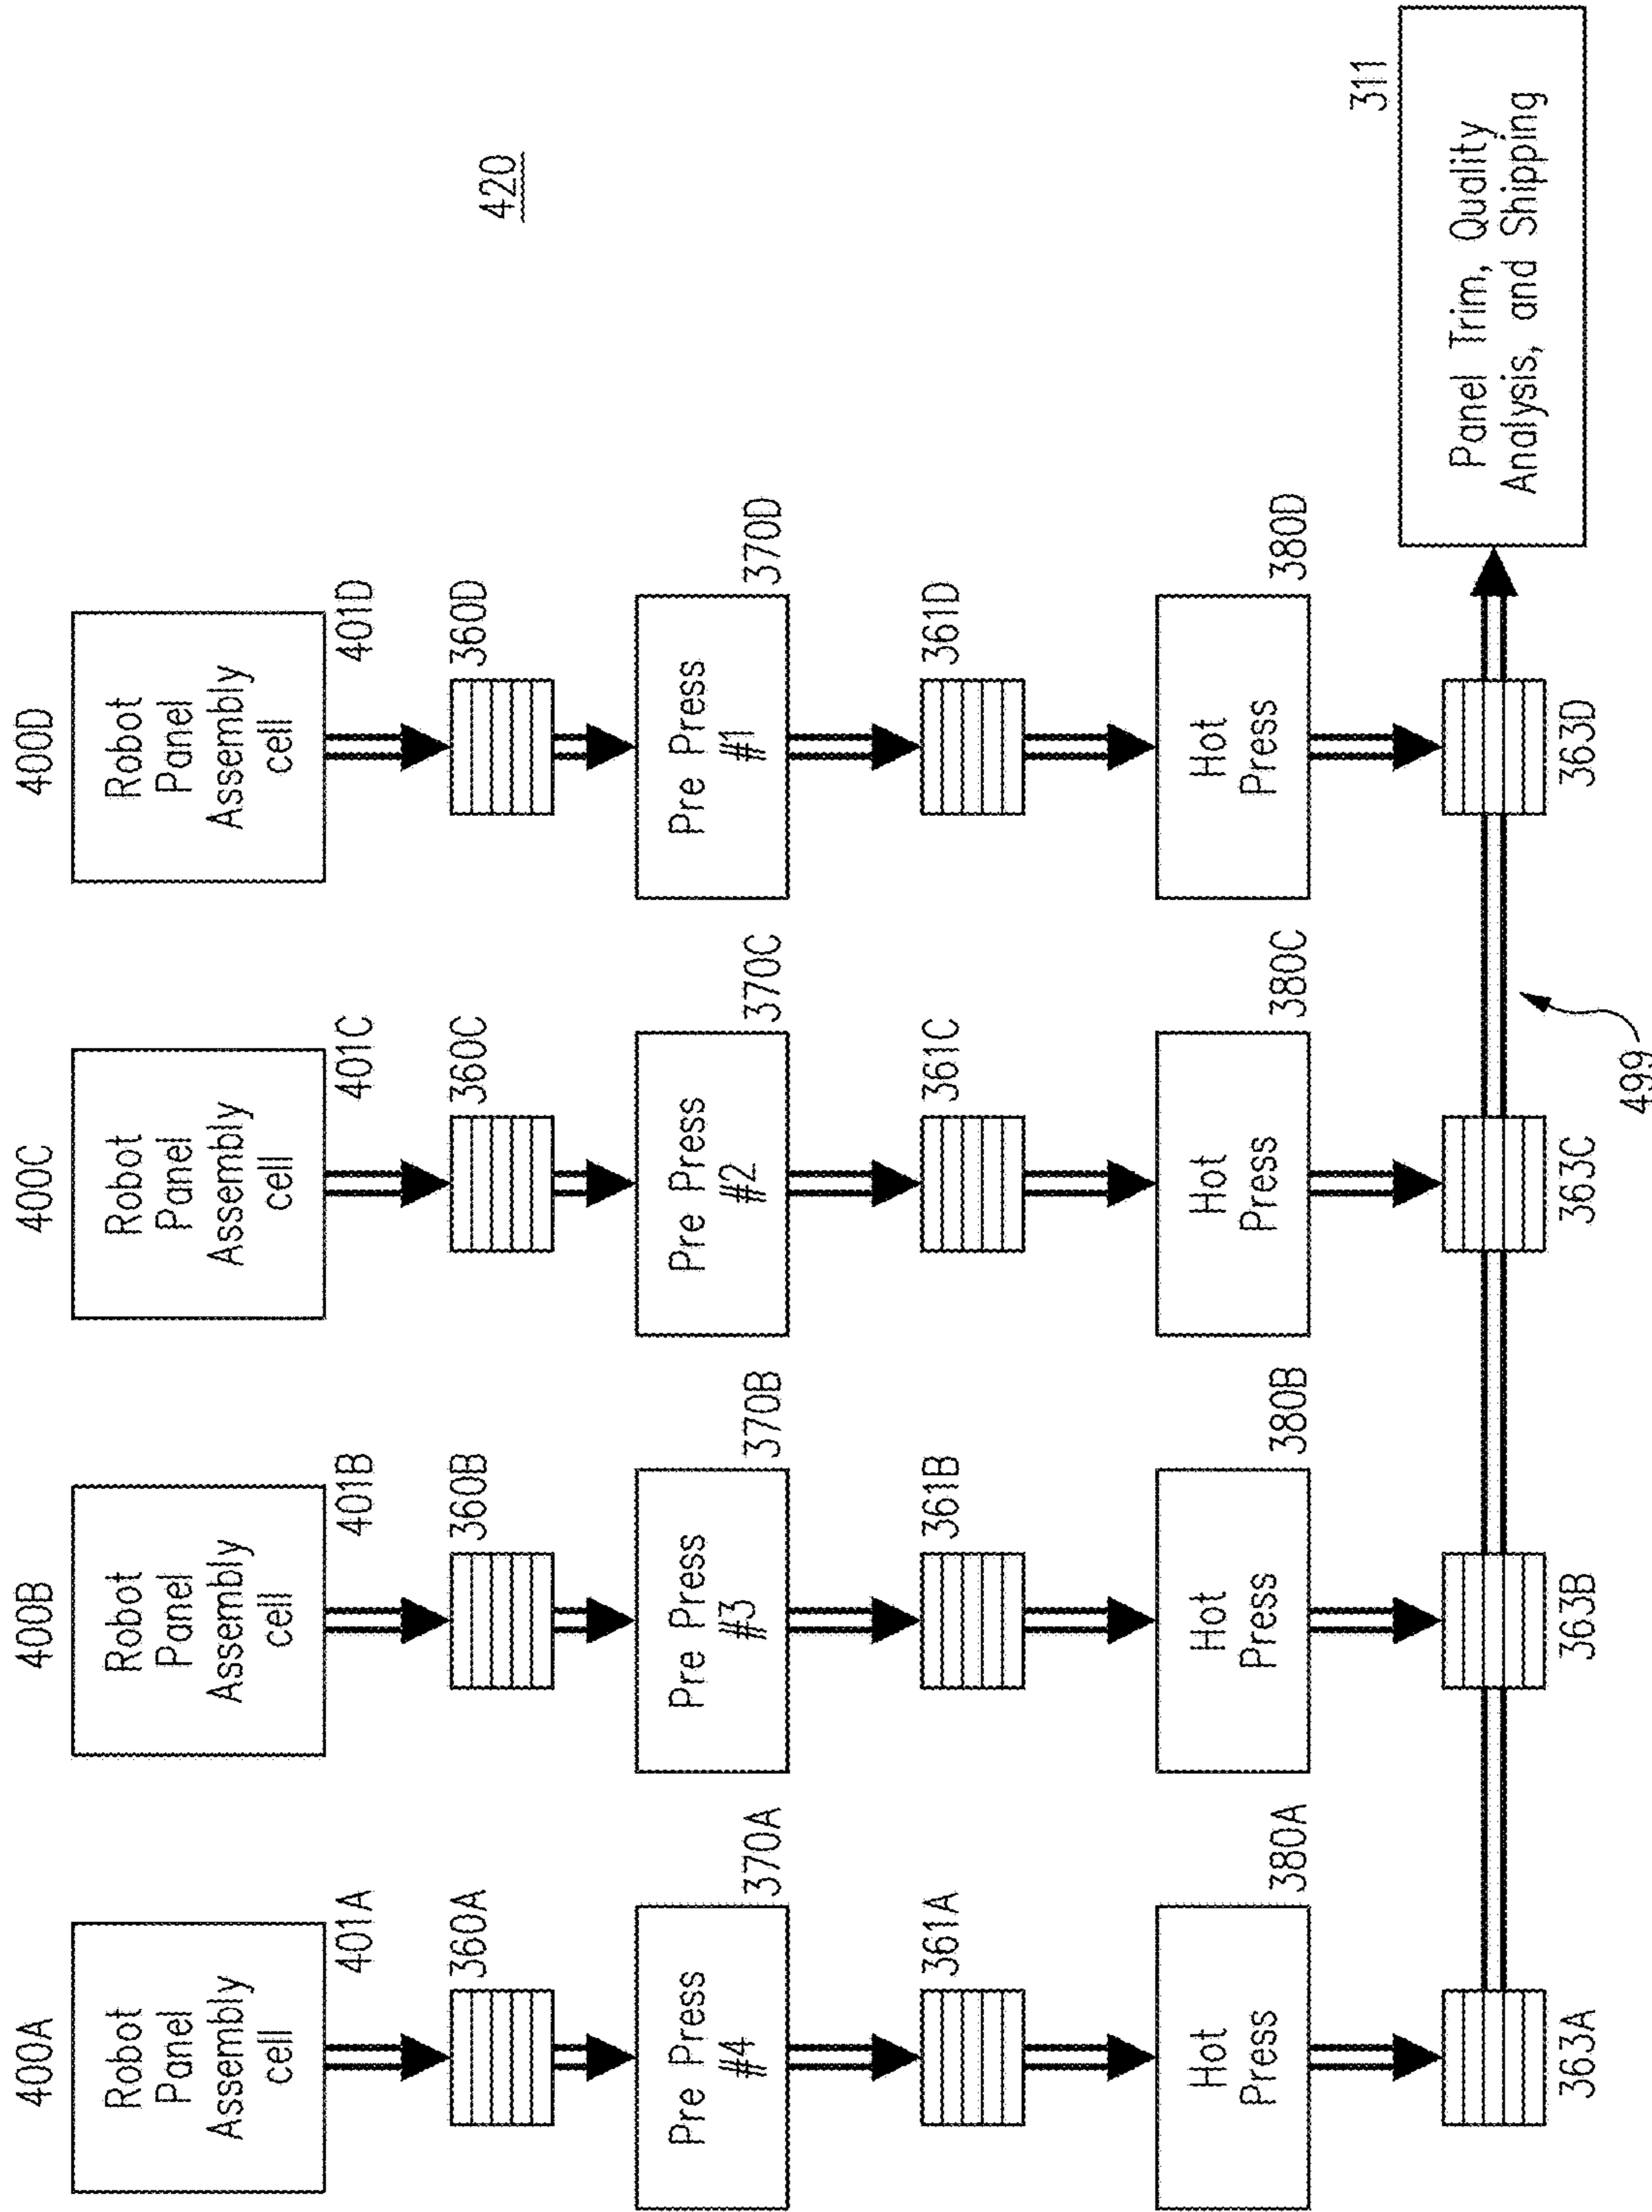 420
400A
400B
400C
400D
Robot
Panel
Assembly
cell
Robot
Panel
Assembly
cell
Robot
Panel
Assembly
cell
Robot
Panel
Assembly
cell
401A
401B
401C
401D
360A
360B
360C
360D
Pre Press
#4
Pre Press
#3
Pre Press
#2
Pre Press
#1
370A
370B
370C
370D
361A
361B
361C
361D
Hot
Press
Hot
Press
Hot
Press
Hot
Press
380A
380B
380C
380D
311
Panel Trim, Quality
Analysis, and Shipping
363A
363B
363C
363D
499